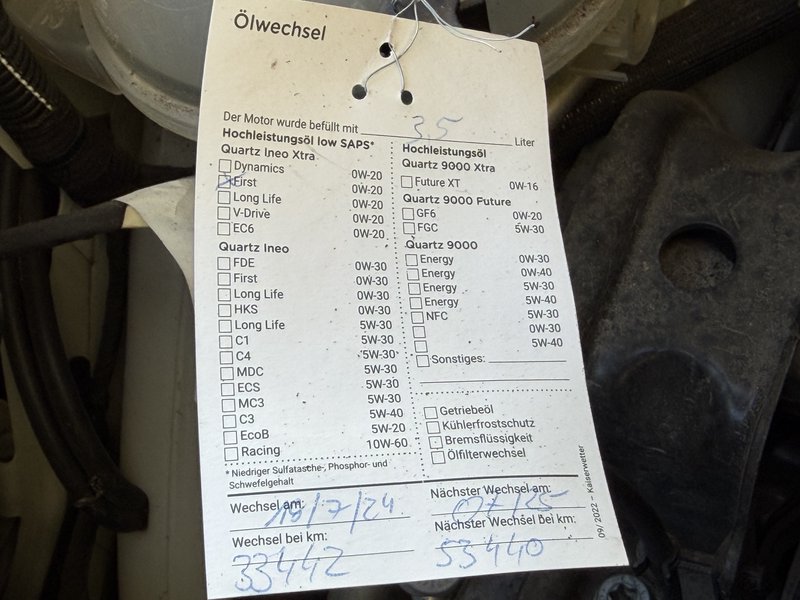 Ölwechsel
Der Motor wurde befüllt mit 3,5 Liter
Hochleistungsöl low SAPS*
Quartz Ineo Xtra
Dynamics 0W-20
First 0W-20
Long Life 0W-20
V-Drive 0W-20
EC6 0W-20
Quartz Ineo
FDE 0W-30
First 0W-30
Long Life 0W-30
HKS 0W-30
Long Life 5W-30
C1 5W-30
C4 5W-30
MDC 5W-30
ECS 5W-30
MC3 5W-30
C3 5W-40
EcoB 5W-20
Racing 10W-60
* Niedriger Sulfatasche-, Phosphor- und
Schwefelgehalt
Hochleistungsöl
Quartz 9000 Xtra
Future XT 0W-16
Quartz 9000 Future
GF6 0W-20
FGC 5W-30
Quartz 9000
Energy 0W-30
Energy 0W-40
Energy 5W-30
Energy 5W-40
NFC 5W-30
0W-30
5W-40
Sonstiges:
Getriebeöl
Kühlerfrostschutz
Bremsflüssigkeit
Ölfilterwechsel
Wechsel am: 18/7/24
Nächster Wechsel am: 07/25
Wechsel bei km: 33442
Nächster Wechsel bei km: 53440
09/2022 – Kaiserwetter